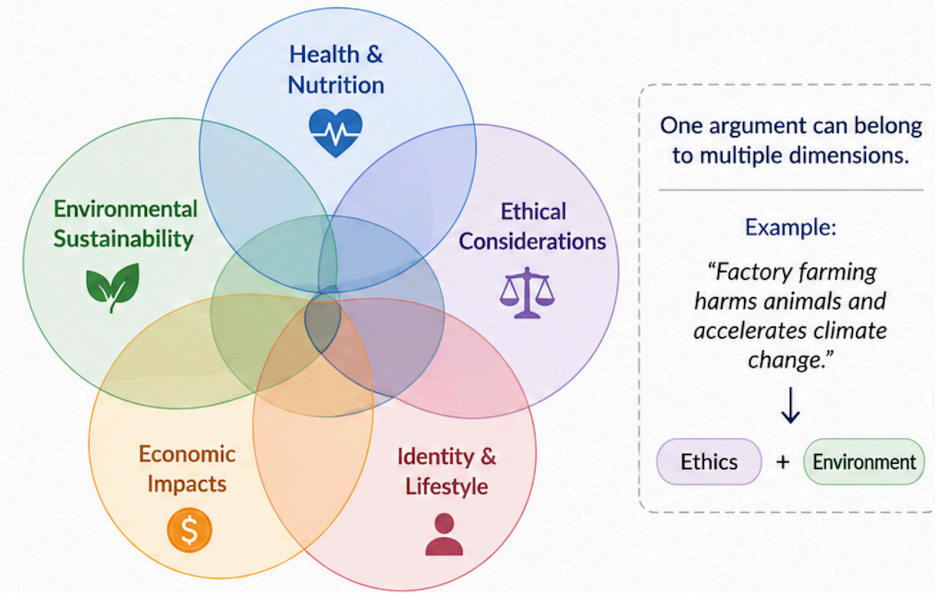 Health &
Nutrition
Environmental
Sustainability
Ethical
Considerations
Economic
Impacts
$
Identity &
Lifestyle
One argument can belong
to multiple dimensions.
Example:
“Factory farming
harms animals and
accelerates climate
change.”
Ethics + Environment